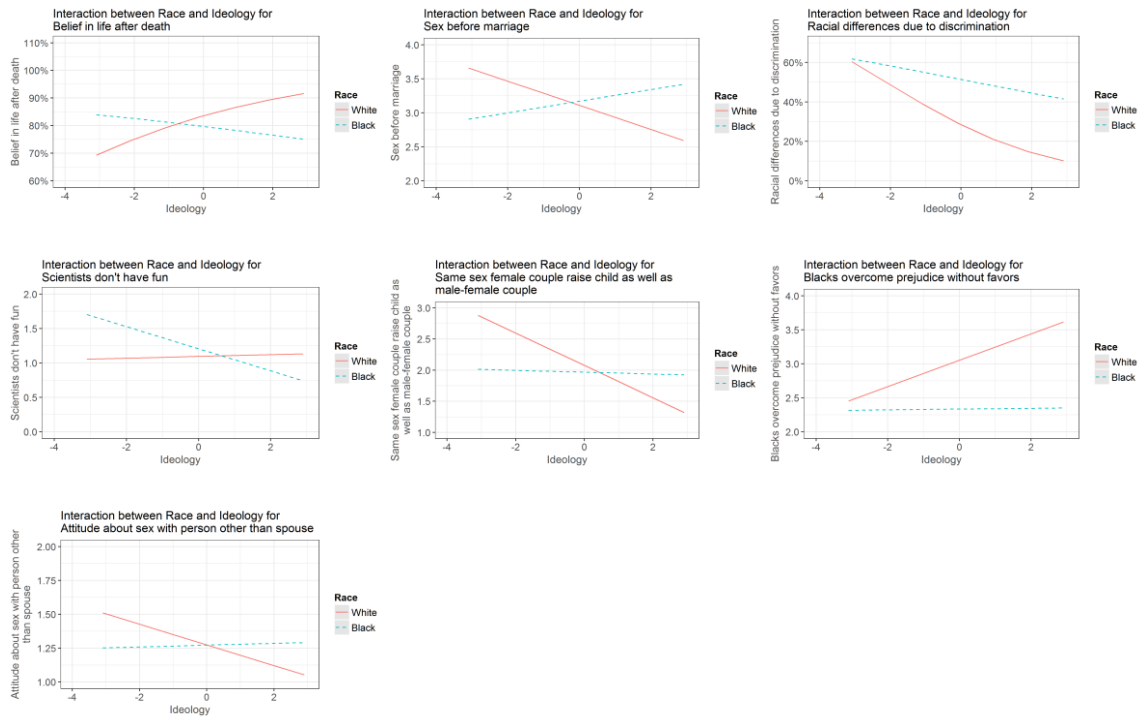 Interaction between Race and Ideology for
Belief in life after death
Belief in life after death
110%
100%
90%
80%
70%
60%
-4
-2
0
2
Ideology
Race
White
Black
Interaction between Race and Ideology for
Sex before marriage
Sex before marriage
4.0
3.5
3.0
2.5
2.0
-4
-2
0
2
Ideology
Race
White
Black
Interaction between Race and Ideology for
Racial differences due to discrimination
Racial differences due to discrimination
60%
40%
20%
0%
-4
-2
0
2
Ideology
Race
White
Black
Interaction between Race and Ideology for
Scientists don't have fun
Scientists don't have fun
2.0
1.5
1.0
0.5
0.0
-4
-2
0
2
Ideology
Race
White
Black
Interaction between Race and Ideology for
Same sex female couple raise child as well as
male-female couple
Same sex female couple raise child as
well as male-female couple
3.0
2.5
2.0
1.5
1.0
-4
-2
0
2
Ideology
Race
White
Black
Interaction between Race and Ideology for
Blacks overcome prejudice without favors
Blacks overcome prejudice without favors
4.0
3.5
3.0
2.5
2.0
-4
-2
0
2
Ideology
Race
White
Black
Interaction between Race and Ideology for
Attitude about sex with person other than spouse
Attitude about sex with person other
than spouse
2.00
1.75
1.50
1.25
1.00
-4
-2
0
2
Ideology
Race
White
Black